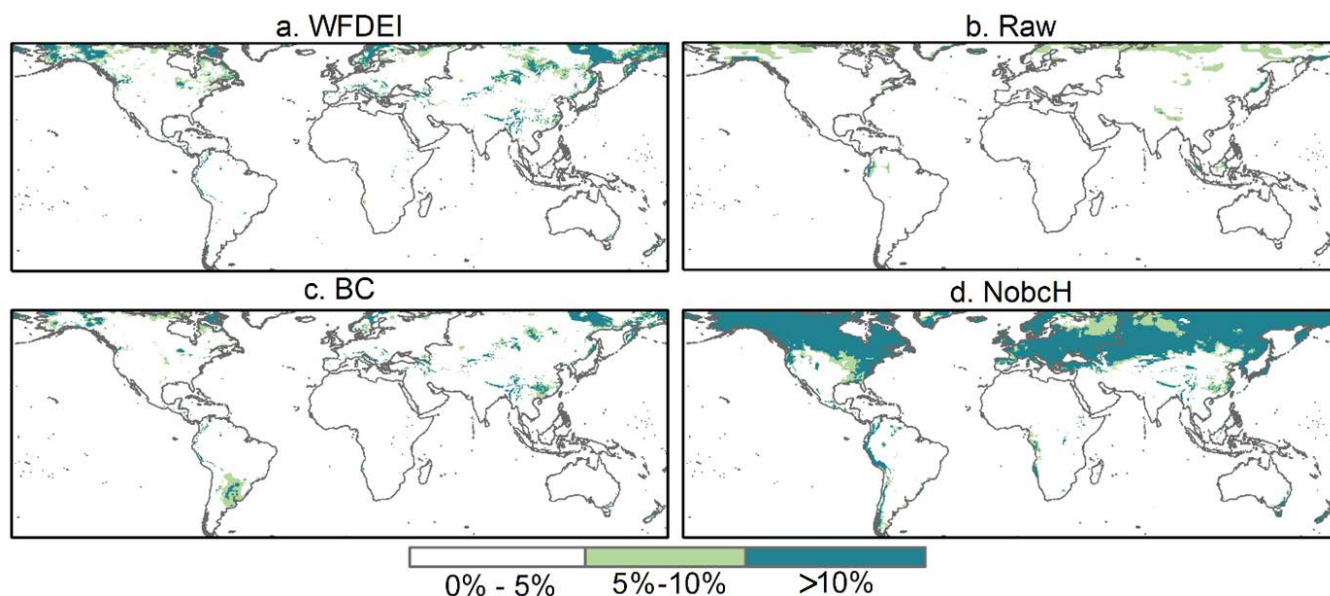 a. WFDEI
b. Raw
c. BC
d. NobcH
0% - 5%
5%-10%
>10%